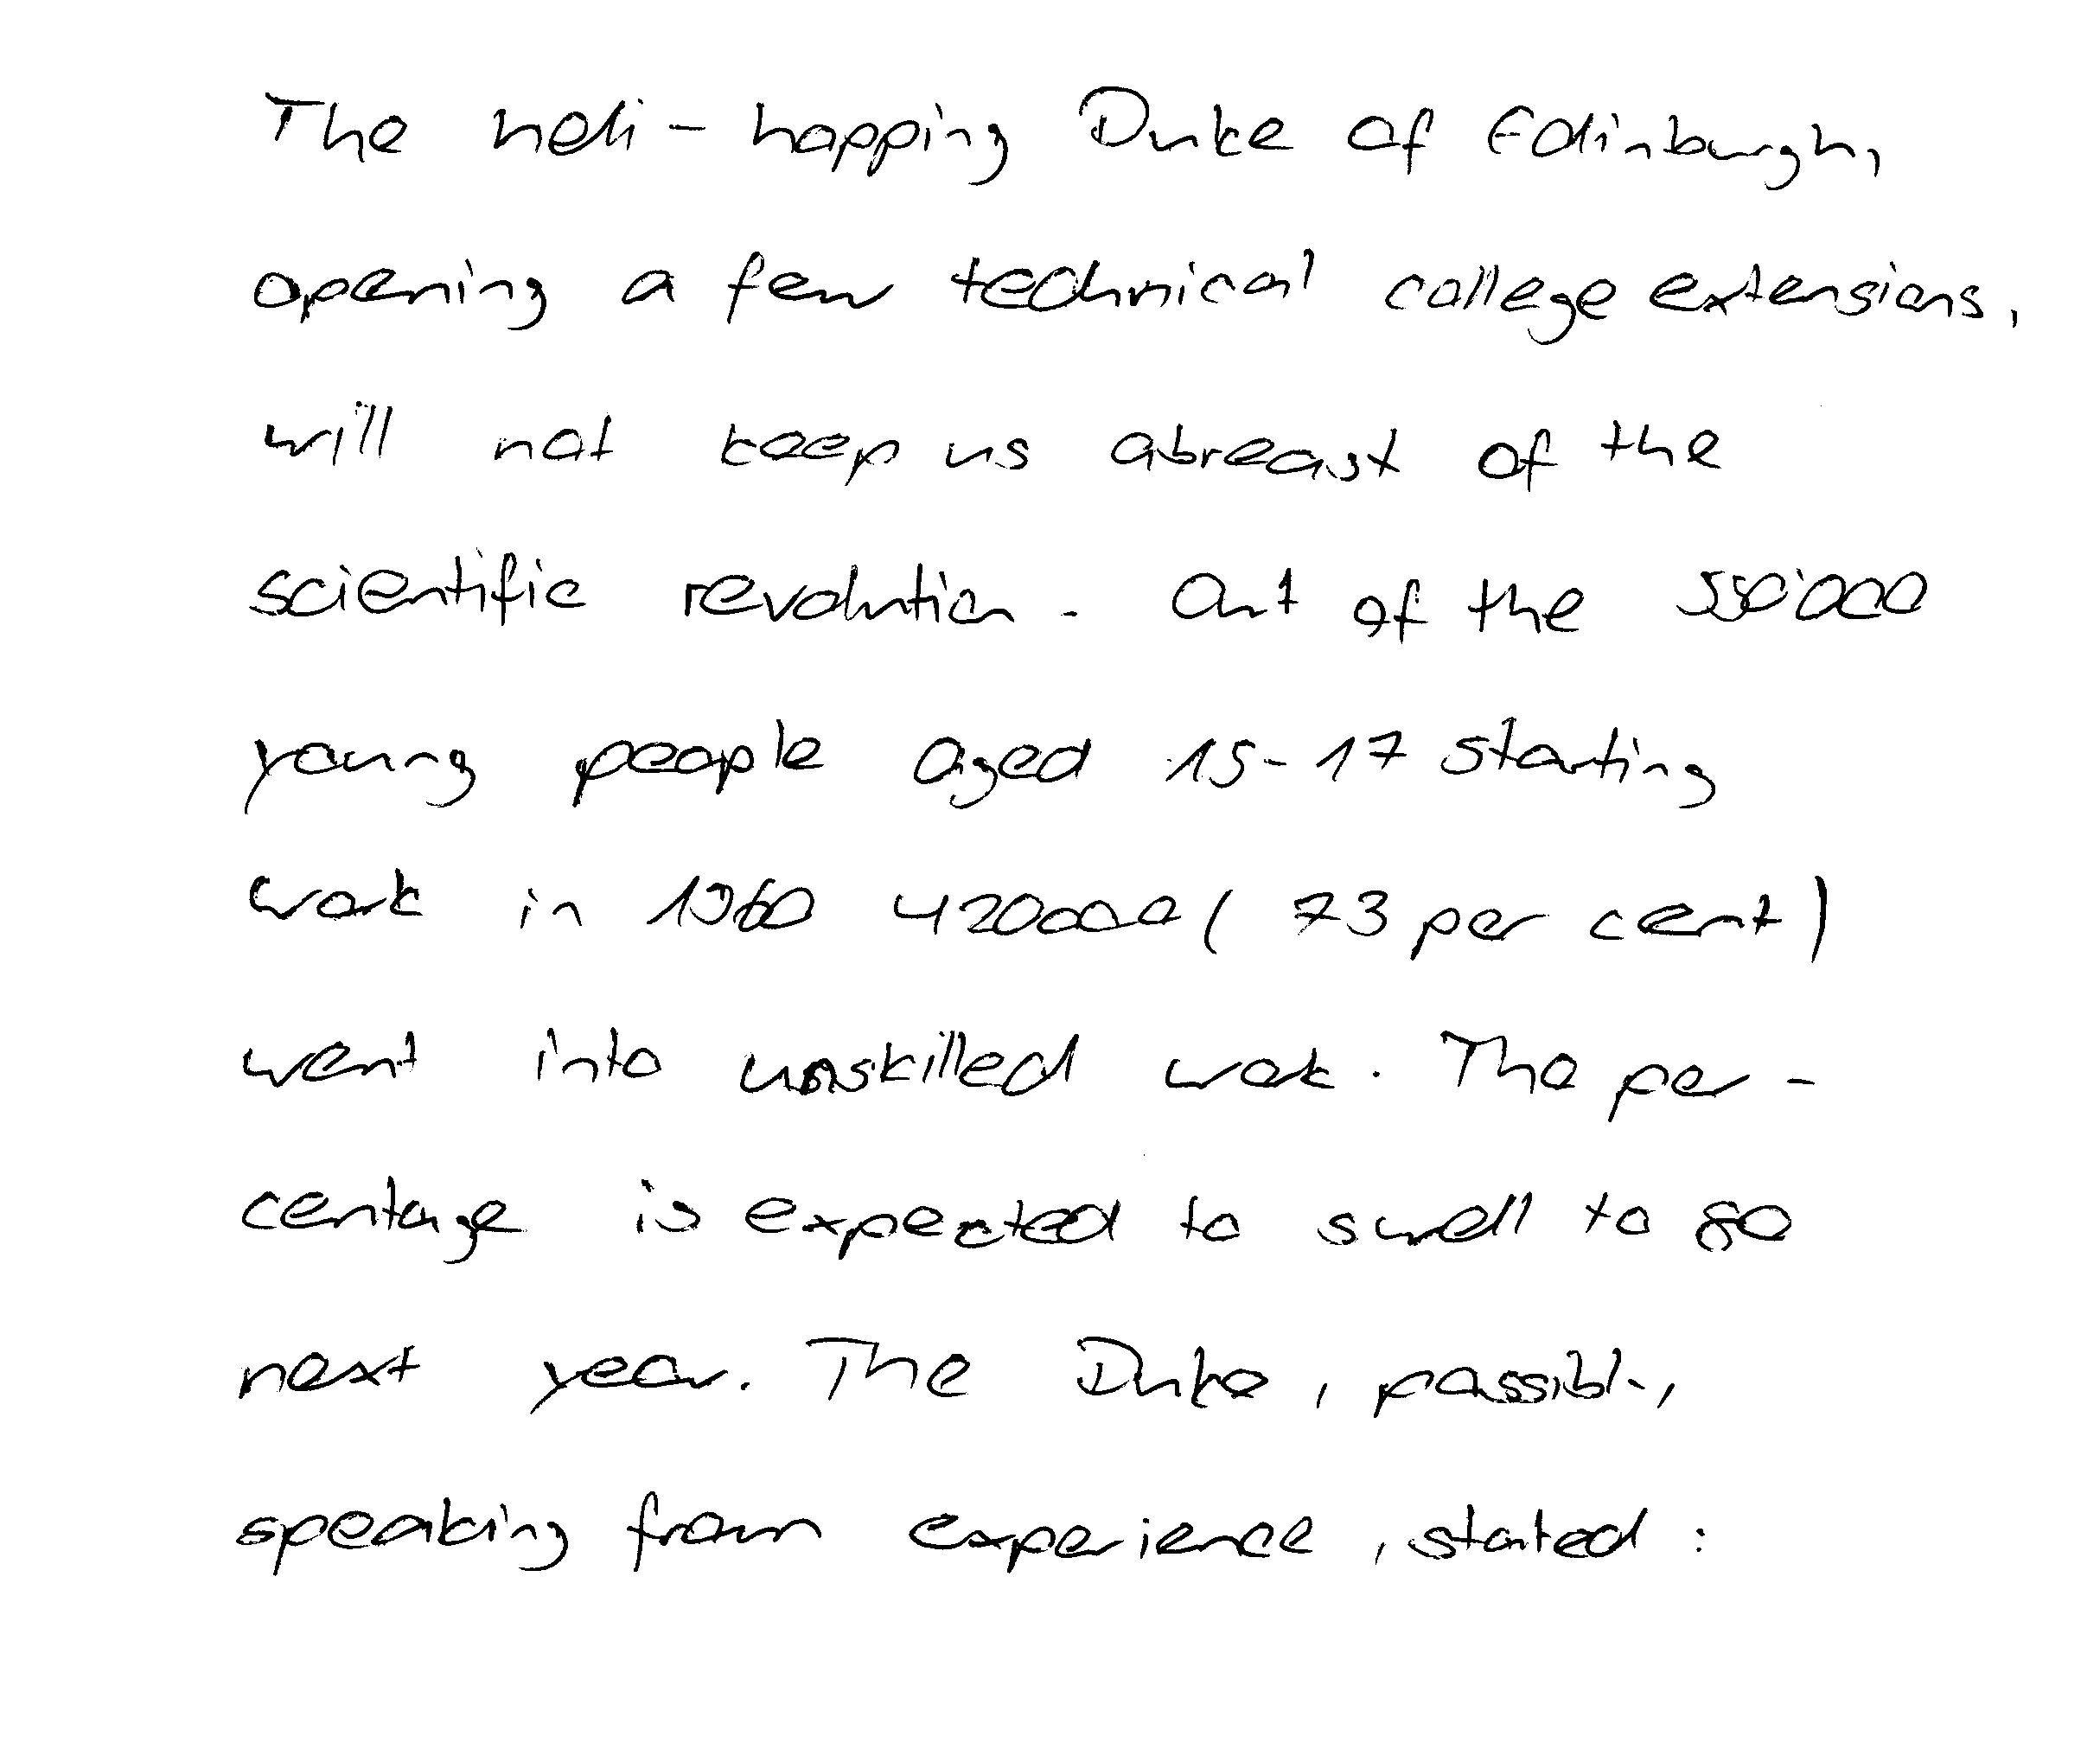 The heli-hopping Duke of Edinburgh,
opening a few technical college extensions,
will not keep us abreast of the
scientific revolution. Out of the 550'000
young people aged 15-17 starting
work in 1960 420000 ( 73 per cent )
went into unskilled work. The per-
centage is expected to swell to 80
next year. The Duke, possibly,
speaking from experience, stated: